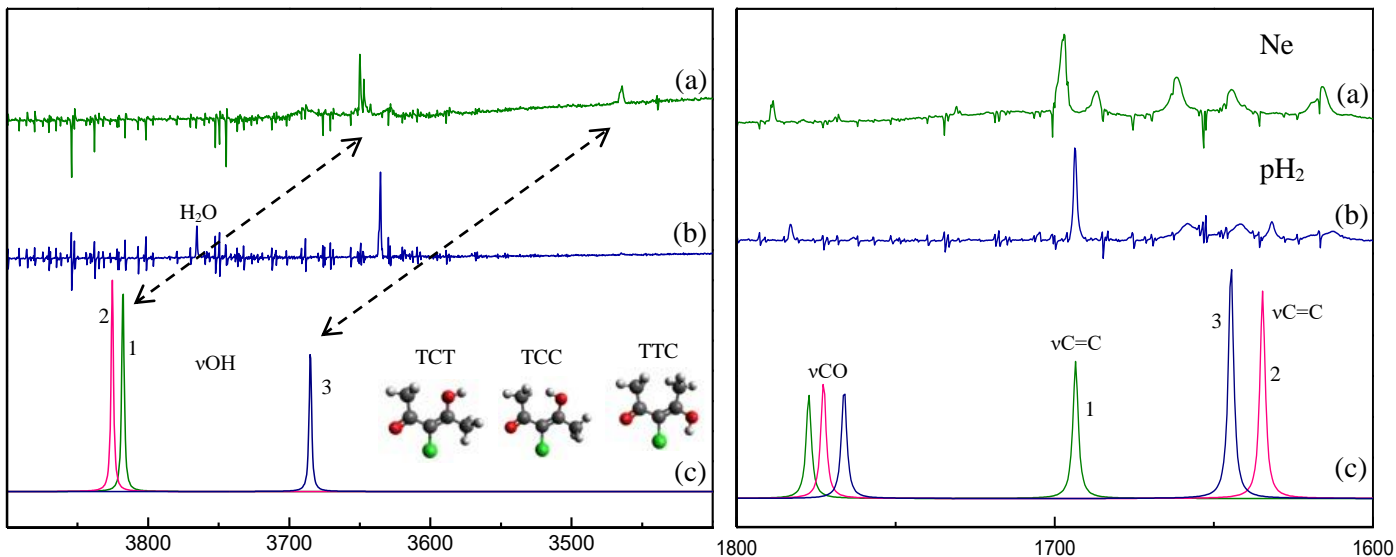 (a)
H₂O
(b)
2
1
νOH
3
TCT
TCC
TTC
(c)
3800
3700
3600
3500
Ne
(a)
pH₂
(b)
νCO
νC=C
1
3
νC=C
2
(c)
1800
1700
1600